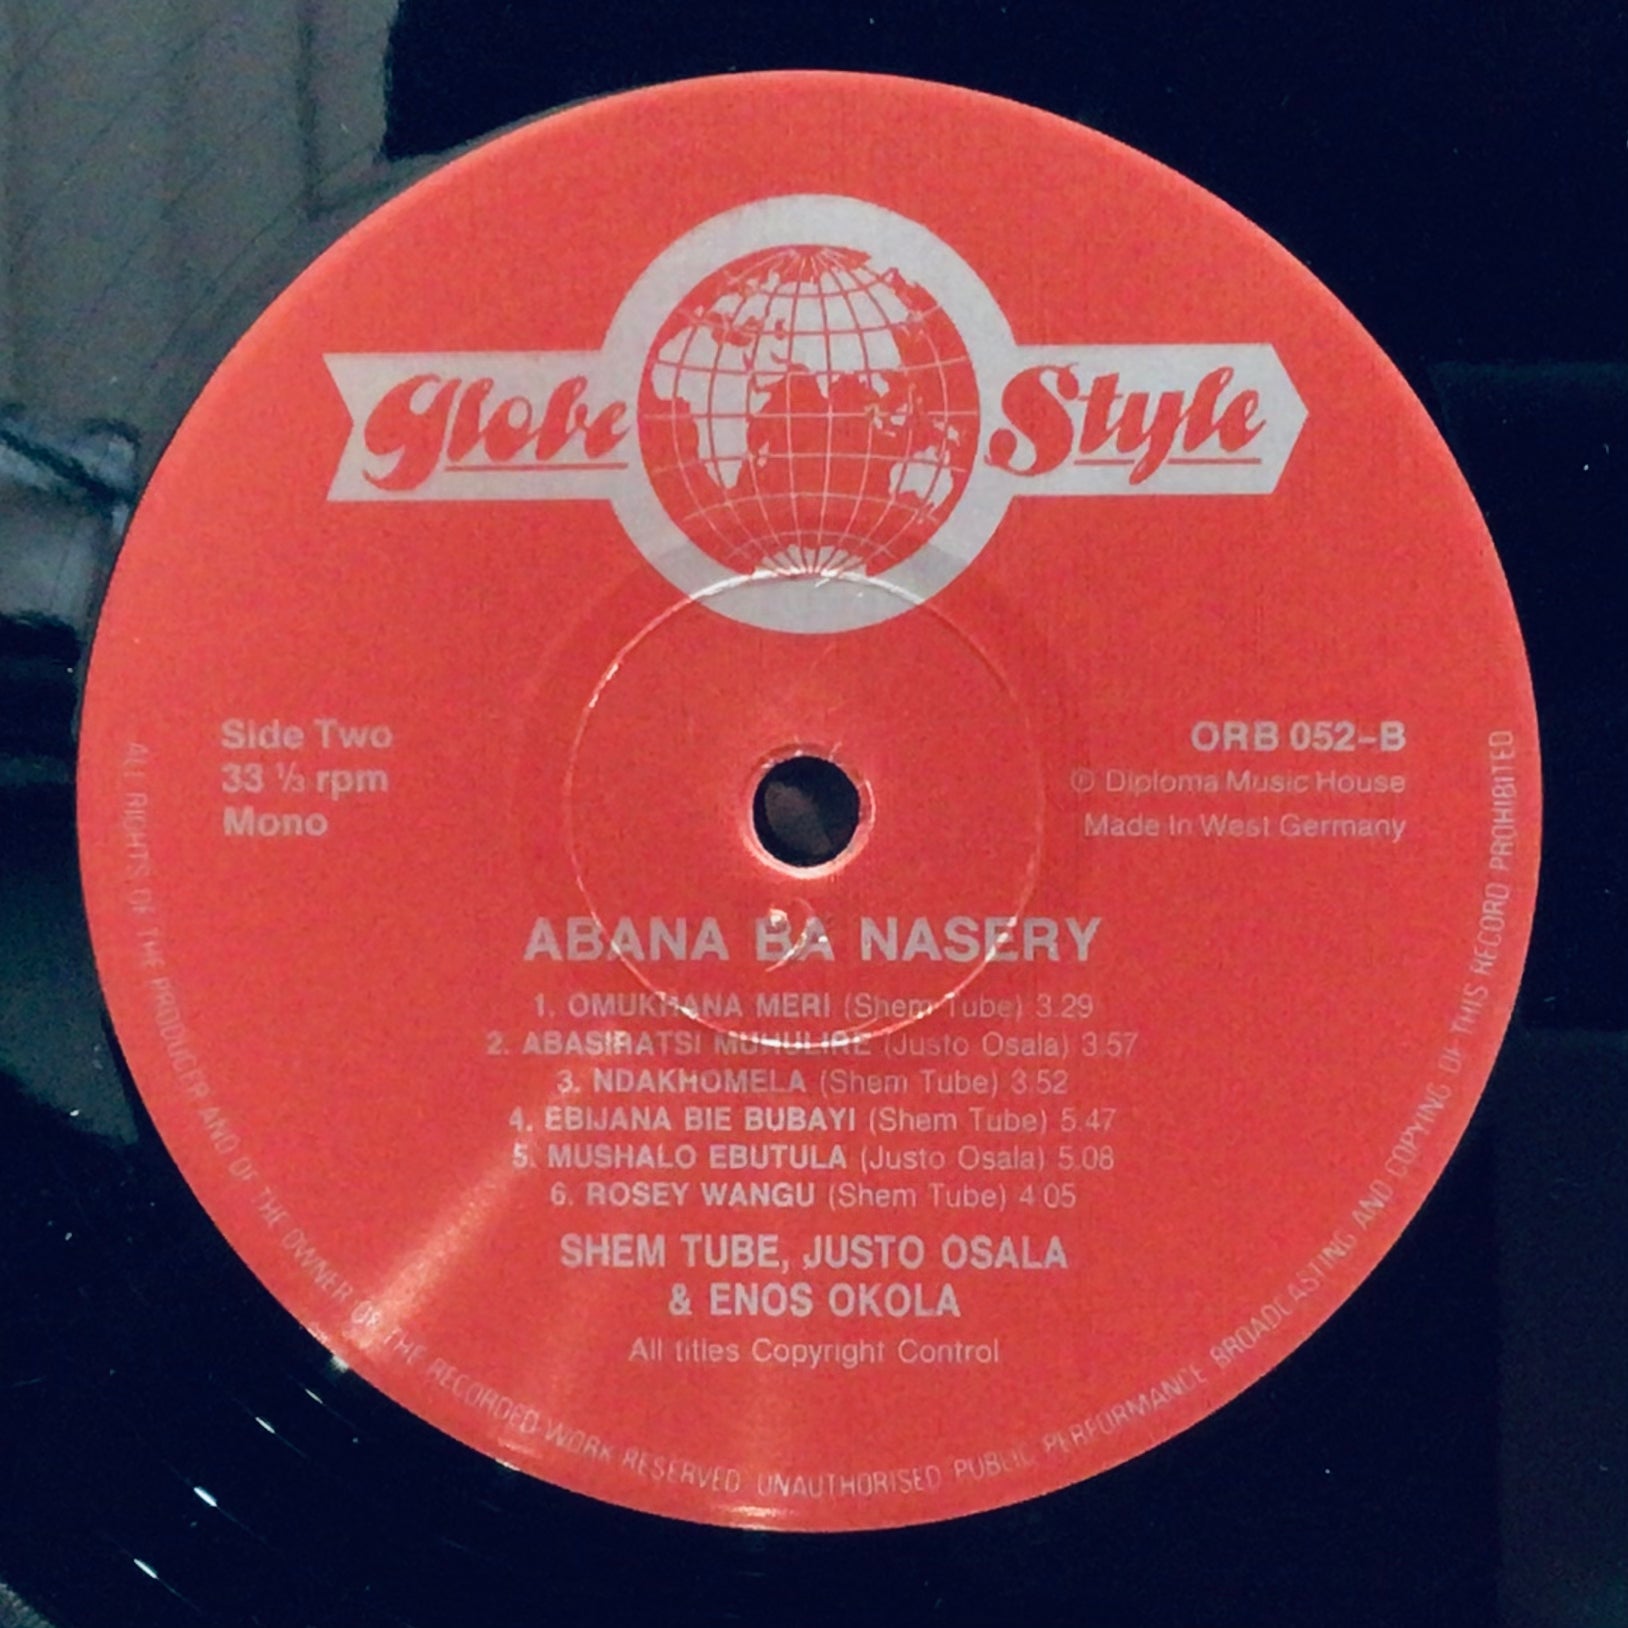 Globe Style
Side Two
33 ⅓ rpm
Mono
ORB 052-B
Ⓟ Diploma Music House
Made In West Germany
ABANA BA NASERY
1. OMUKHANA MERI (Shem Tube) 3.29
2. ABASIRATSI MUHULIRE (Justo Osala) 3.57
3. NDAKHOMELA (Shem Tube) 3.52
4. EBIJANA BIE BUBAYI (Shem Tube) 5.47
5. MUSHALO EBUTULA (Justo Osala) 5.08
6. ROSEY WANGU (Shem Tube) 4.05
SHEM TUBE, JUSTO OSALA
& ENOS OKOLA
All titles Copyright Control
ALL RIGHTS OF THE PRODUCER AND OF THE OWNER OF THE RECORDED WORK RESERVED UNAUTHORISED PUBLIC PERFORMANCE BROADCASTING AND COPYING OF THIS RECORD PROHIBITED